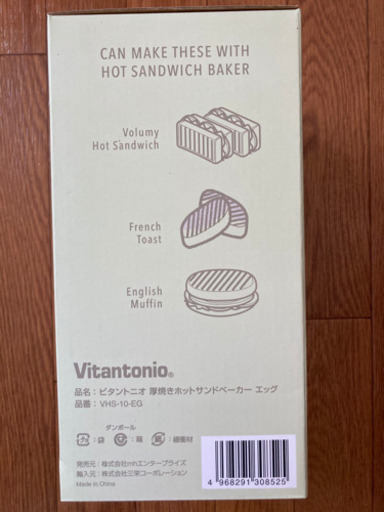 CAN MAKE THESE WITH
HOT SANDWICH BAKER
Volumy
Hot Sandwich
French
Toast
English
Muffin
Vitantonio®
品名：ビタントニオ 厚焼きホットサンドベーカー エッグ
品番：VHS-10-EG
ダンボール
：袋 ：箱 ：緩衝材
発売元：株式会社mhエンタープライズ
輸入元：株式会社三栄コーポレーション
Made in China
4 968291 308525